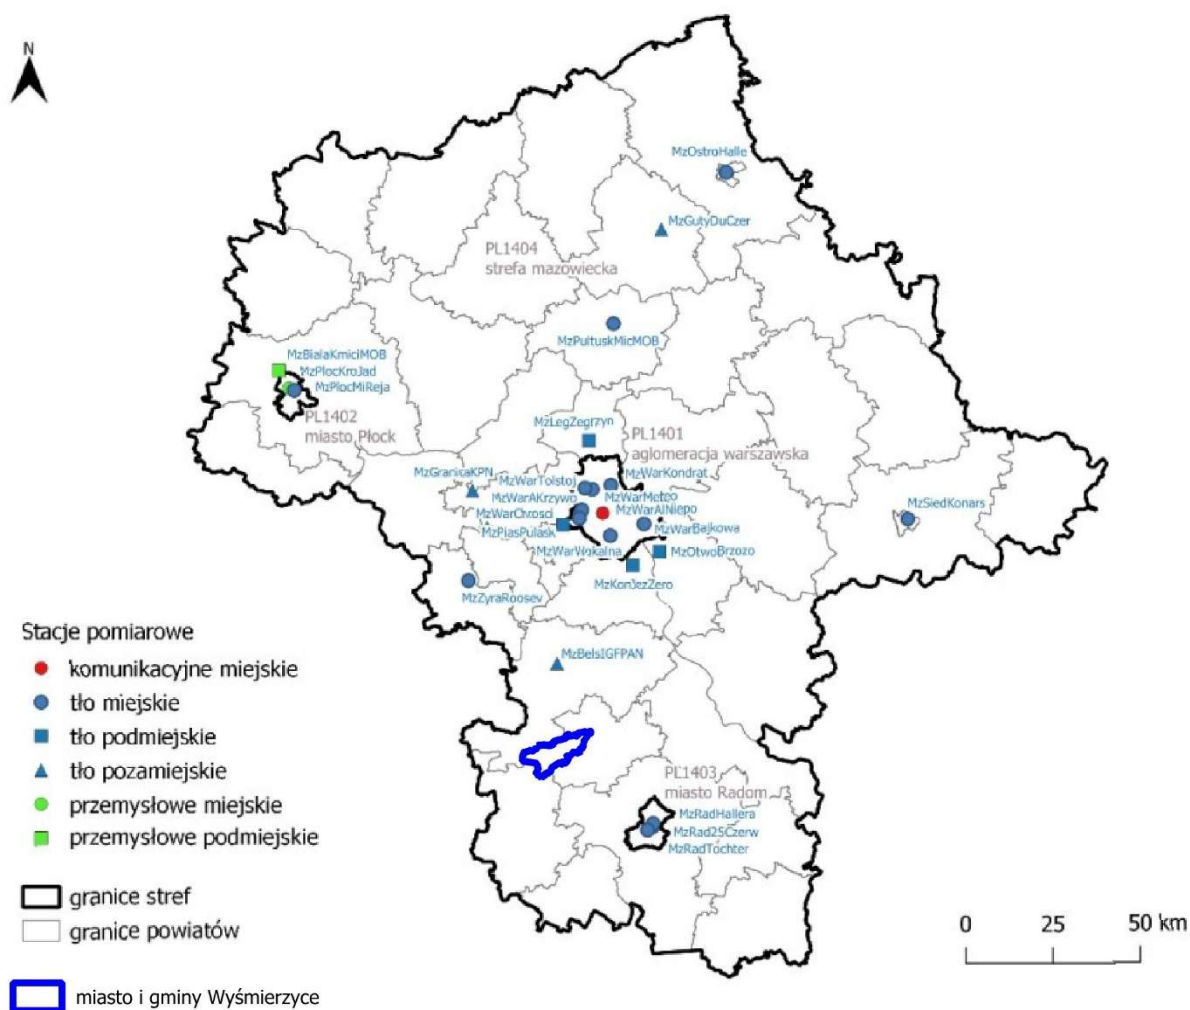 N
MzOstroHalle
MzGutyDuCzer
PL1404
strefa mazowiecka
MzPultuskMicMOB
MzBialaKmiciMOB
MzPlocKroJad
MzPlocMiReja
PL1402
miasto Płock
MzLegZegrzyn
PL1401
aglomeracja warszawska
MzGranicaKPN
MzWarTolstoj
MzWarKondrat
MzWarAKrzywo
MzWarMeteo
MzWarChrosci
MzWarAlNiepo
MzPiasPulask
MzWarBajkowa
MzSiedKonars
MzWarWokalna
MzOtwoBrzozo
MzKonJezZero
MzZyraRoosev
MzBelsIGFPAN
Stacje pomiarowe
komunikacyjne miejskie
tło miejskie
tło podmiejskie
tło pozamiejskie
przemysłowe miejskie
przemysłowe podmiejskie
granice stref
granice powiatów
miasto i gminy Wyśmierzyce
PL1403
miasto Radom
MzRadHallera
MzRad25Czerw
MzRadTochter
0 25 50 km